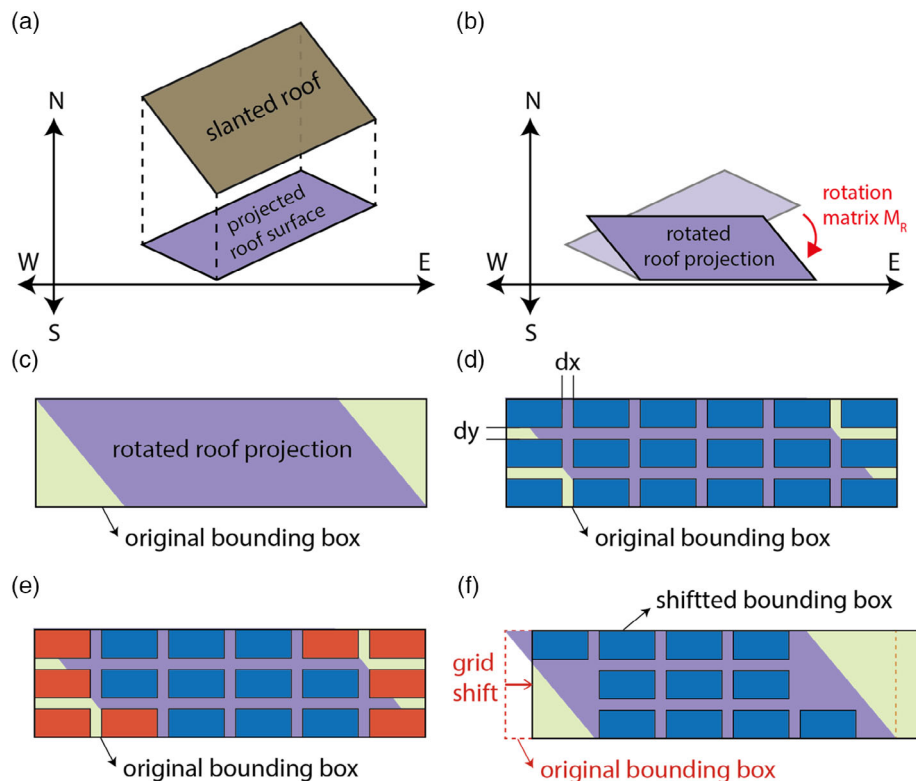 (a)
N
slanted roof
projected
roof surface
W
E
S
(b)
N
rotation
matrix M_R
rotated
roof projection
W
E
S
(c)
rotated roof projection
original bounding box
(d)
dx
dy
original bounding box
(e)
original bounding box
(f)
shiftted bounding box
grid
shift
original bounding box